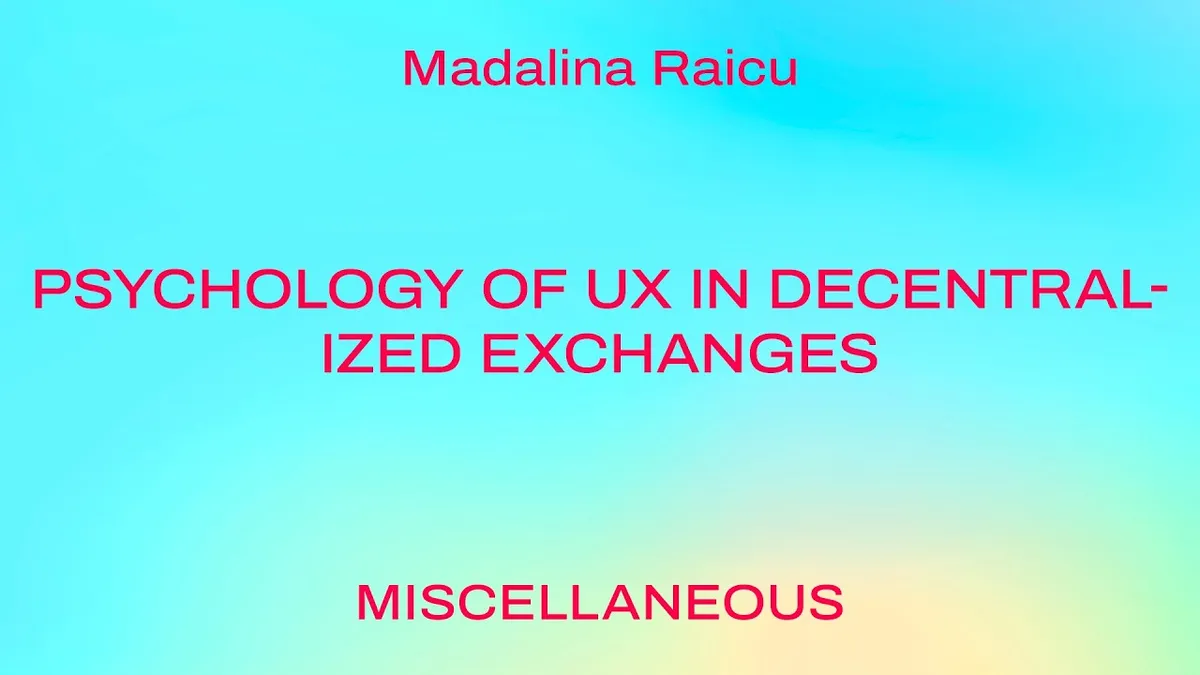 Madalina Raicu
PSYCHOLOGY OF UX IN DECENTRAL-
IZED EXCHANGES
MISCELLANEOUS